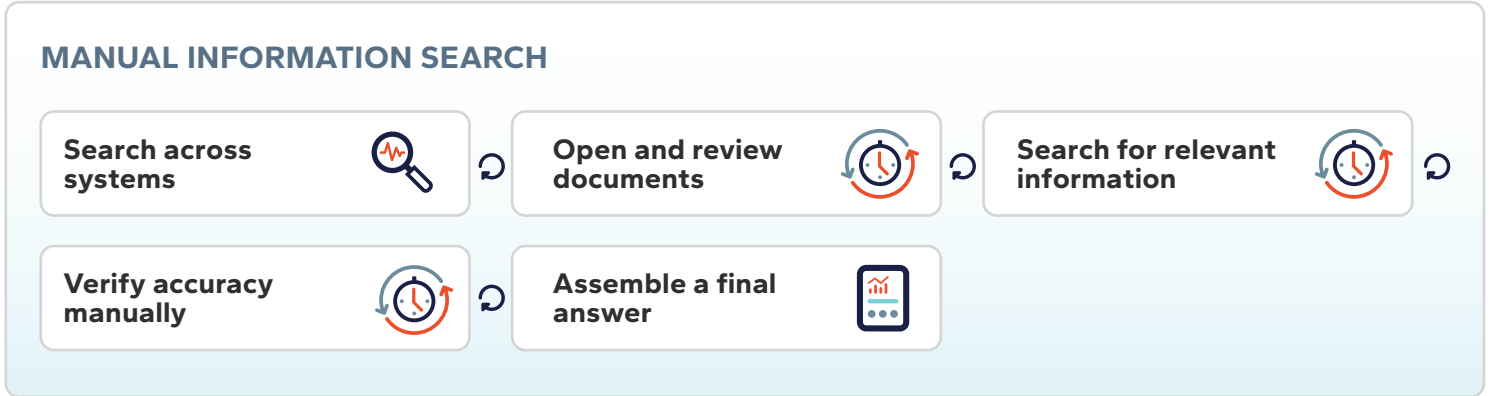 MANUAL INFORMATION SEARCH
Search across
systems
Open and review
documents
Search for relevant
information
Verify accuracy
manually
Assemble a final
answer